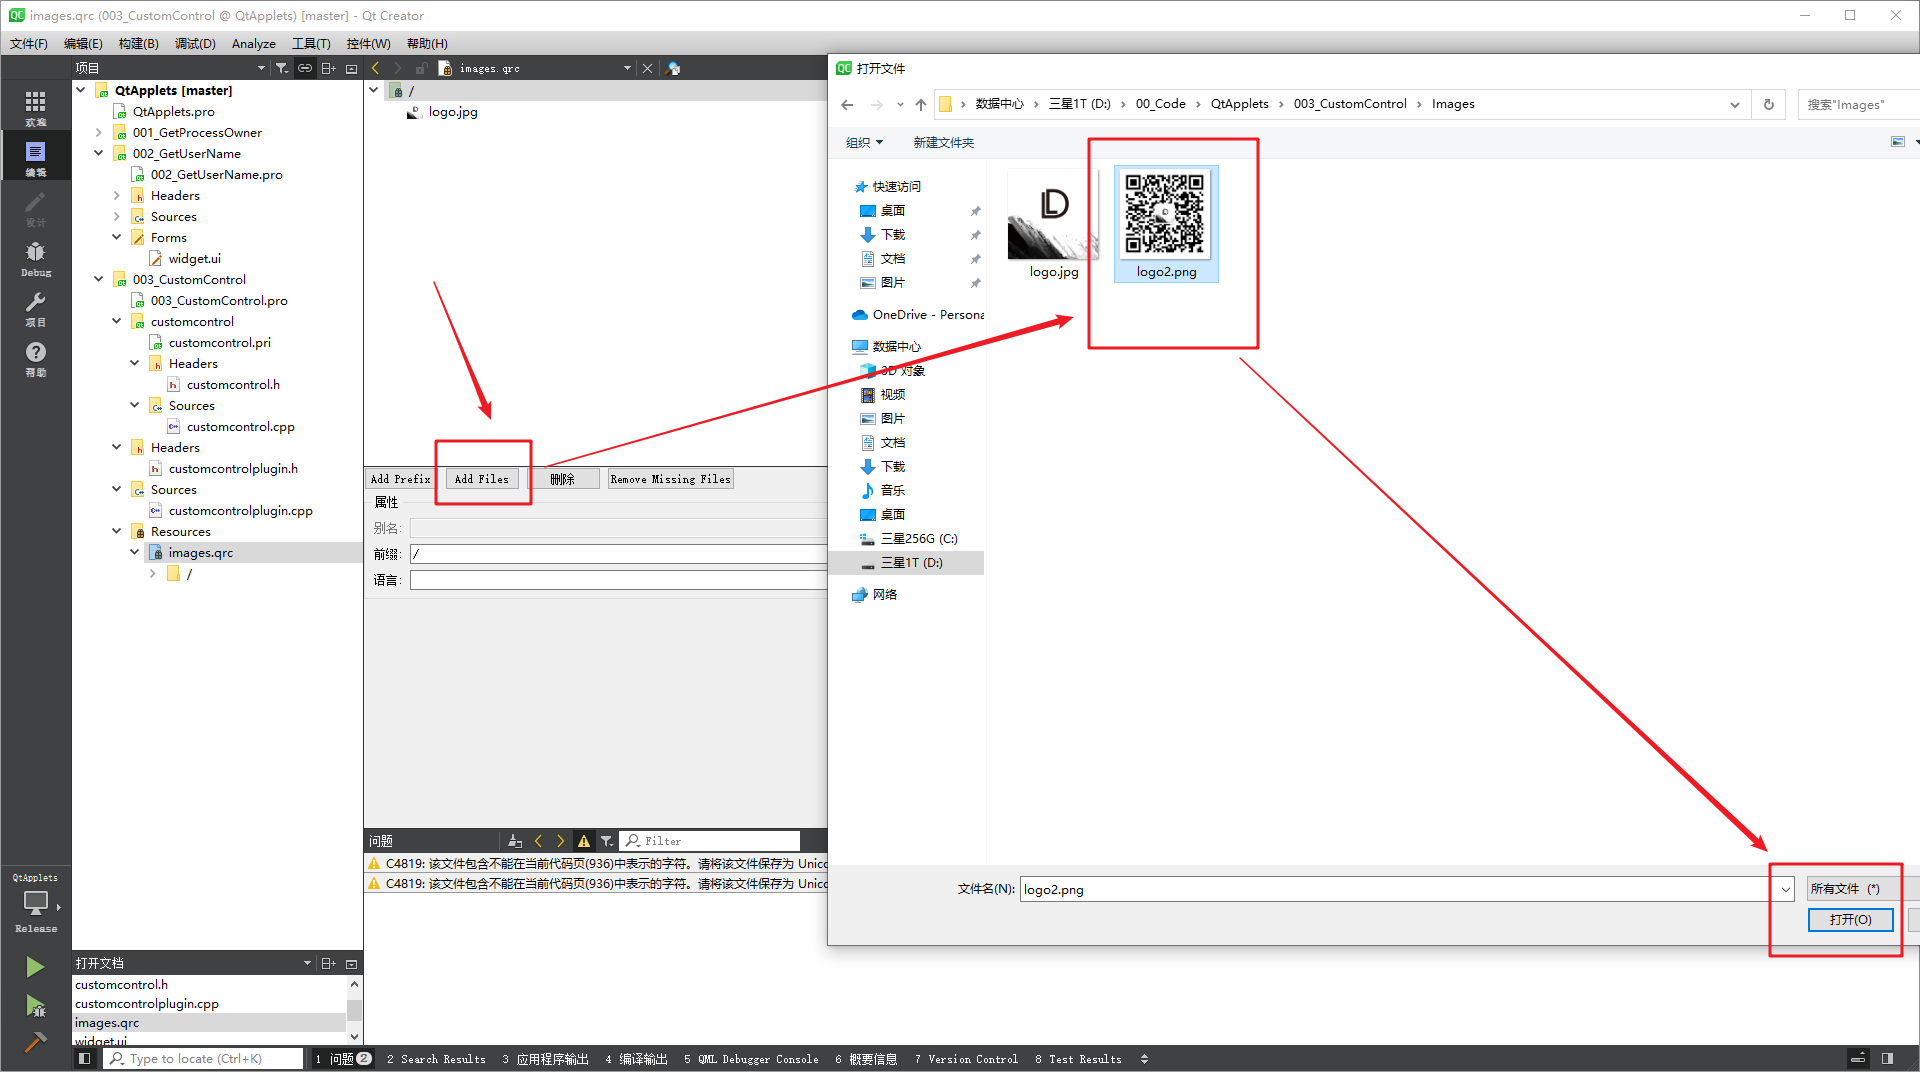 images.qrc (003_CustomControl @ QtApplets) [master] - Qt Creator
文件(F) 编辑(E) 构建(B) 调试(D) Analyze 工具(T) 控件(W) 帮助(H)
欢迎
编辑
设计
Debug
项目
帮助
QtApplets
Release
项目
QtApplets [master]
QtApplets.pro
001_GetProcessOwner
002_GetUserName
002_GetUserName.pro
Headers
Sources
Forms
widget.ui
003_CustomControl
003_CustomControl.pro
customcontrol
customcontrol.pri
Headers
customcontrol.h
Sources
customcontrol.cpp
Headers
customcontrolplugin.h
Sources
customcontrolplugin.cpp
Resources
images.qrc
/
打开文档
customcontrol.h
customcontrolplugin.cpp
images.qrc
widget.ui
images.qrc
/
logo.jpg
Add Prefix Add Files 删除 Remove Missing Files
属性
别名:
前缀: /
语言:
问题 Filter
C4819: 该文件包含不能在当前代码页(936)中表示的字符。请将该文件保存为 Unico
C4819: 该文件包含不能在当前代码页(936)中表示的字符。请将该文件保存为 Unico
打开文件
数据中心 三星1T (D:) 00_Code QtApplets 003_CustomControl Images
搜索"Images"
组织 新建文件夹
快速访问
桌面
下载
文档
图片
OneDrive - Persona
数据中心
3D 对象
视频
图片
文档
下载
音乐
桌面
三星256G (C:)
三星1T (D:)
网络
logo.jpg
logo2.png
文件名(N): logo2.png 所有文件 (*)
打开(O)
Type to locate (Ctrl+K) 1 问题 2 2 Search Results 3 应用程序输出 4 编译输出 5 QML Debugger Console 6 概要信息 7 Version Control 8 Test Results